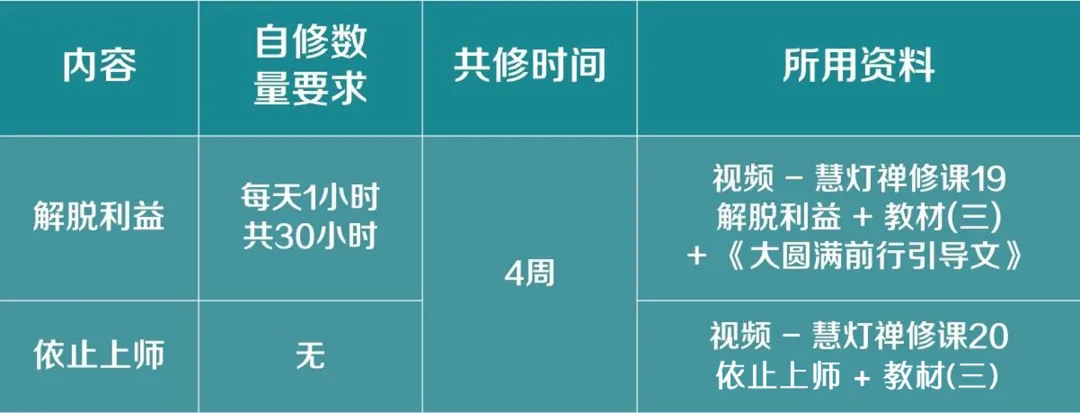 内容
自修数
量要求
共修时间
所用资料
解脱利益
每天1小时
共30小时
4周
视频 – 慧灯禅修课19
解脱利益 + 教材(三)
+《大圆满前行引导文》
依止上师
无
视频 – 慧灯禅修课20
依止上师 + 教材(三)